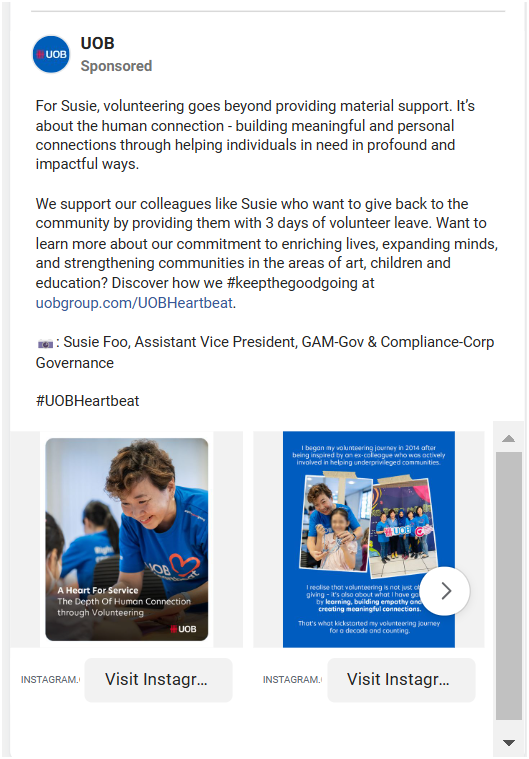 UOB
UOB
Sponsored
For Susie, volunteering goes beyond providing material support. It's
about the human connection - building meaningful and personal
connections through helping individuals in need in profound and
impactful ways.
We support our colleagues like Susie who want to give back to the
community by providing them with 3 days of volunteer leave. Want to
learn more about our commitment to enriching lives, expanding minds,
and strengthening communities in the areas of art, children and
education? Discover how we #keepthegoodgoing at
uobgroup.com/UOBHeartbeat.
: Susie Foo, Assistant Vice President, GAM-Gov & Compliance-Corp
Governance
#UOBHeartbeat
UOB
A Heart For Service
The Depth Of Human Connection
through Volunteering
UOB
I began my volunteering journey in 2014 after
being inspired by an ex-colleague who was actively
involved in helping underprivileged communities.
UOB
I realise that volunteering is not just
giving – it's also about what I have
by learning, building empathy
creating meaningful connections.
That's what kickstarted my volunteering journey
for a decade and counting.
INSTAGRAM.
Visit Instagr...
INSTAGRAM.
Visit Instagr...